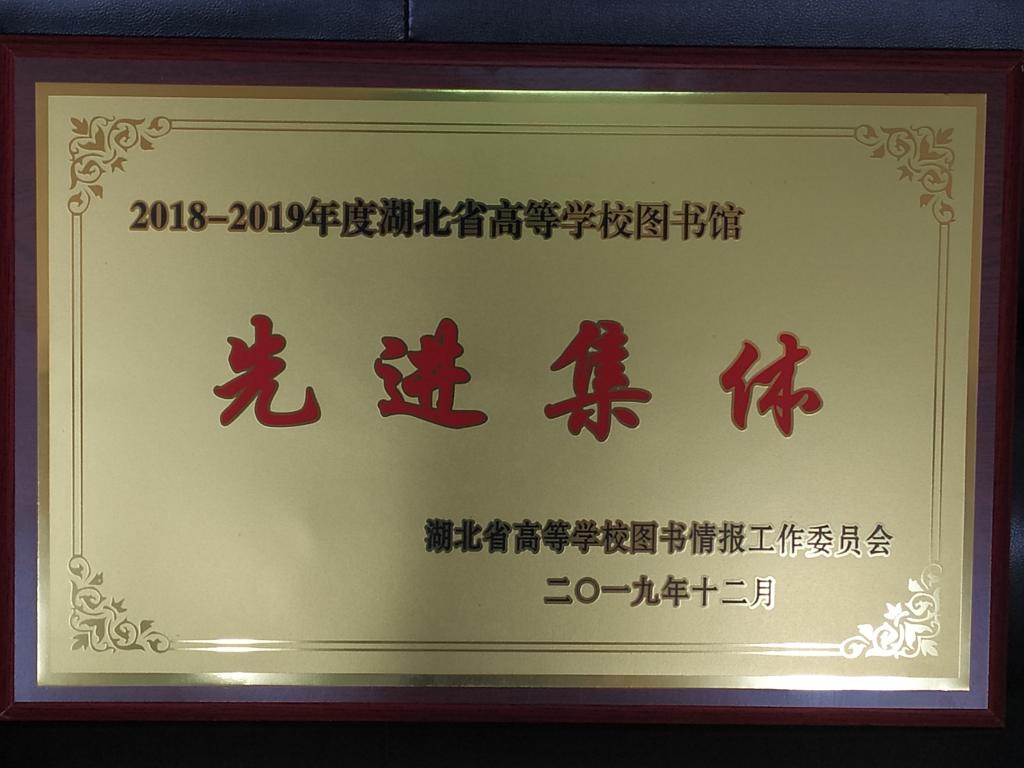 2018-2019年度湖北省高等学校图书馆
先进集体
湖北省高等学校图书情报工作委员会
二〇一九年十二月